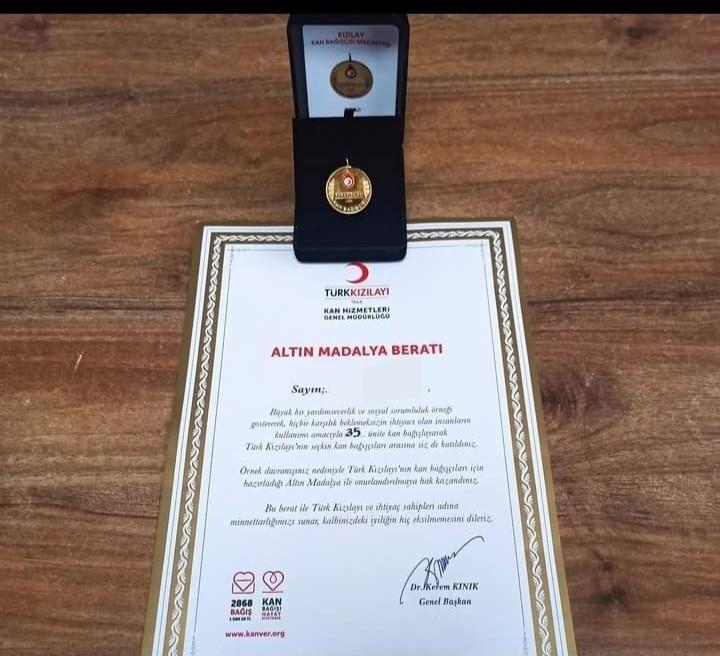 KIZILAY
KAN BAĞIŞÇISI MADALYASI
TÜRKKIZILAYI
KAN HİZMETLERİ
GENEL MÜDÜRLÜĞÜ
ALTIN MADALYA BERATI
Sayın;.
Büyük bir yardımseverlik ve sosyal sorumluluk örneği
göstererek, hiçbir karşılık beklemeksizin ihtiyacı olan insanların
kullanımı amacıyla 35.. ünite kan bağışlayarak
Türk Kızılayı'nın seçkin kan bağışçıları arasına siz de katıldınız.
Örnek davranışınız nedeniyle Türk Kızılayı'nın kan bağışçıları için
hazırladığı Altın Madalya ile onurlandırılmaya hak kazandınız.
Bu berat ile Türk Kızılayı ve ihtiyaç sahipleri adına
minnettarlığımızı sunar, kalbinizdeki iyiliğin hiç eksilmemesini dileriz.
Dr. Kerem KINIK
Genel Başkan
2868
BAĞIŞ
KAN
BAĞIŞI
HAYAT
KURTARIR
www.kanver.org